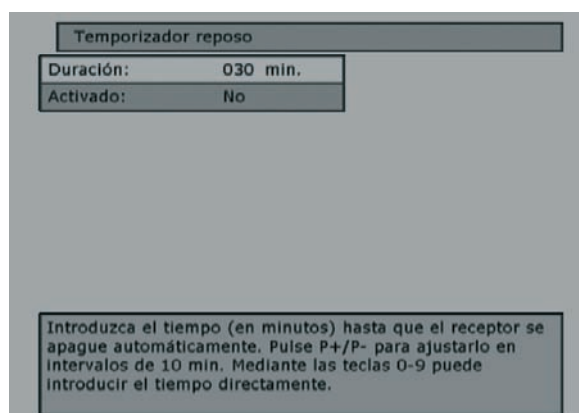 Temporizador reposo
Duración: 030 min.
Activado: No
Introduzca el tiempo (en minutos) hasta que el receptor se
apague automáticamente. Pulse P+/P- para ajustarlo en
intervalos de 10 min. Mediante las teclas 0-9 puede
introducir el tiempo directamente.